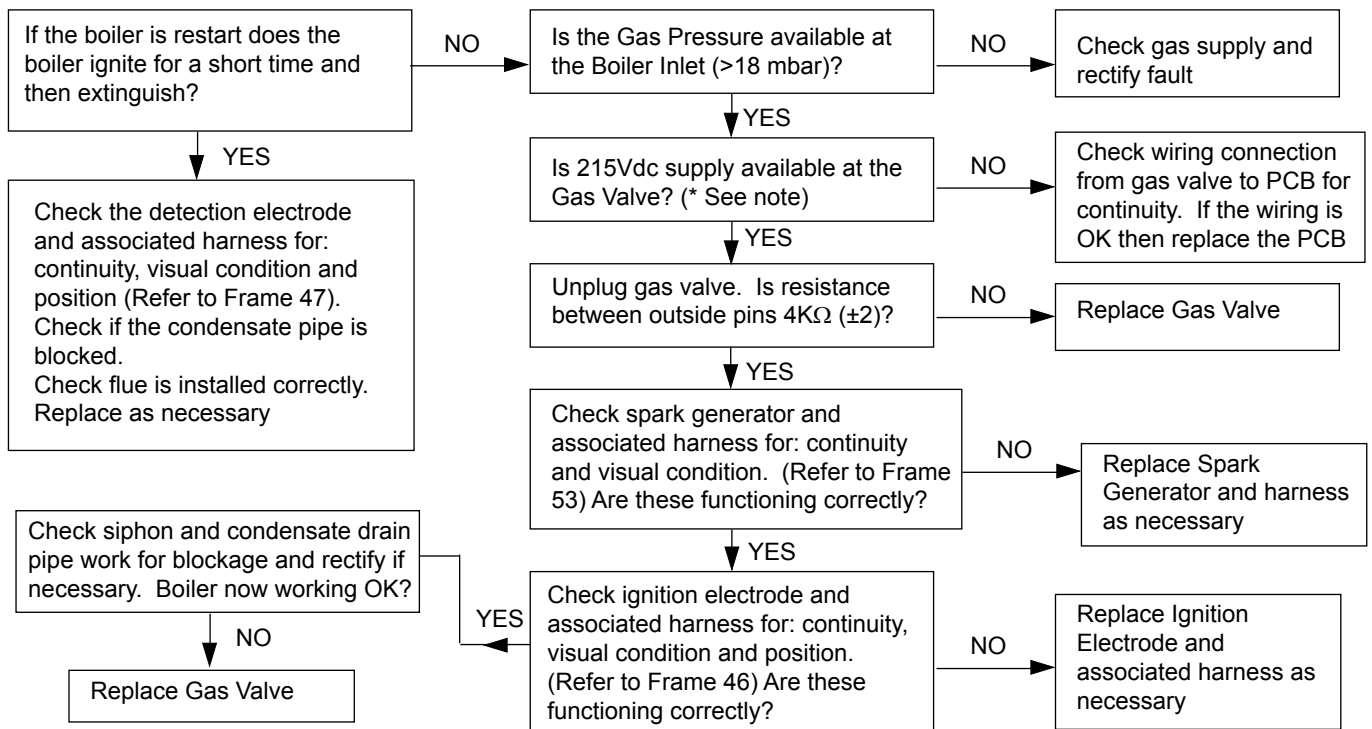 If the boiler is restart does the
boiler ignite for a short time and
then extinguish?
NO
Is the Gas Pressure available at
the Boiler Inlet (>18 mbar)?
NO
Check gas supply and
rectify fault
YES
YES
Check the detection electrode
and associated harness for:
continuity, visual condition and
position (Refer to Frame 47).
Check if the condensate pipe is
blocked.
Check flue is installed correctly.
Replace as necessary
Is 215Vdc supply available at the
Gas Valve? (* See note)
NO
Check wiring connection
from gas valve to PCB for
continuity.  If the wiring is
OK then replace the PCB
YES
Unplug gas valve.  Is resistance
between outside pins 4KΩ (±2)?
NO
Replace Gas Valve
YES
Check spark generator and
associated harness for: continuity
and visual condition.  (Refer to Frame
53) Are these functioning correctly?
NO
Replace Spark
Generator and harness
as necessary
YES
Check ignition electrode and
associated harness for: continuity,
visual condition and position.
(Refer to Frame 46) Are these
functioning correctly?
NO
Replace Ignition
Electrode and
associated harness as
necessary
YES
Check siphon and condensate drain
pipe work for blockage and rectify if
necessary.  Boiler now working OK?
NO
Replace Gas Valve